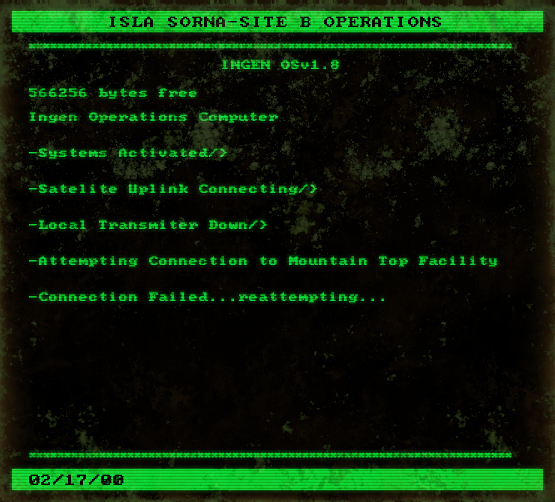 ISLA SORNA-SITE B OPERATIONS
INGEN OSv1.8
566256 bytes free
Ingen Operations Computer
-Systems Activated/>
-Satelite Uplink Connecting/>
-Local Transmiter Down/>
-Attempting Connection to Mountain Top Facility
-Connection Failed...reattempting...
02/17/00